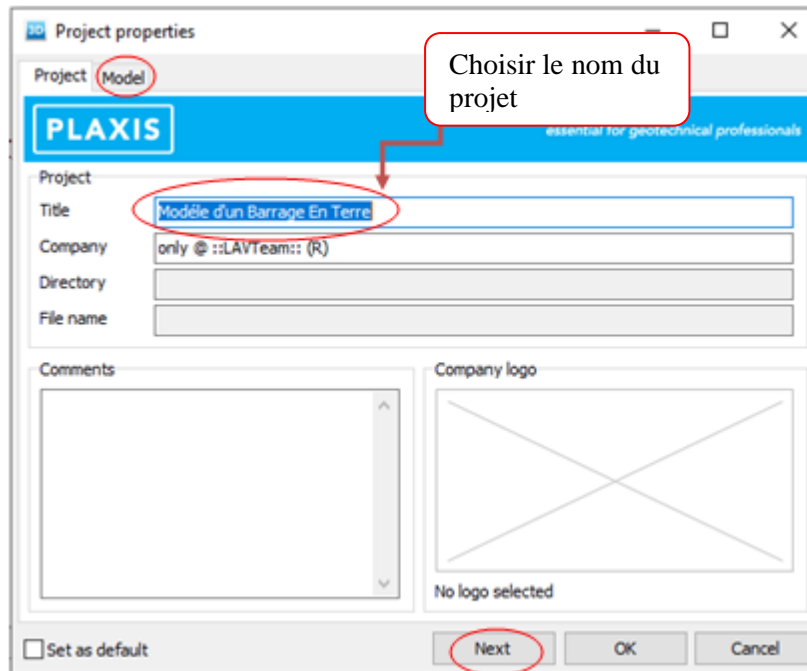 3D Project properties
Project Model
Choisir le nom du
projet
PLAXIS
essential for geotechnical professionals
Project
Title Modéle d'un Barrage En Terre
Company only @ ::LAVTeam:: (R)
Directory
File name
Comments
Company logo
No logo selected
Set as default
Next OK Cancel